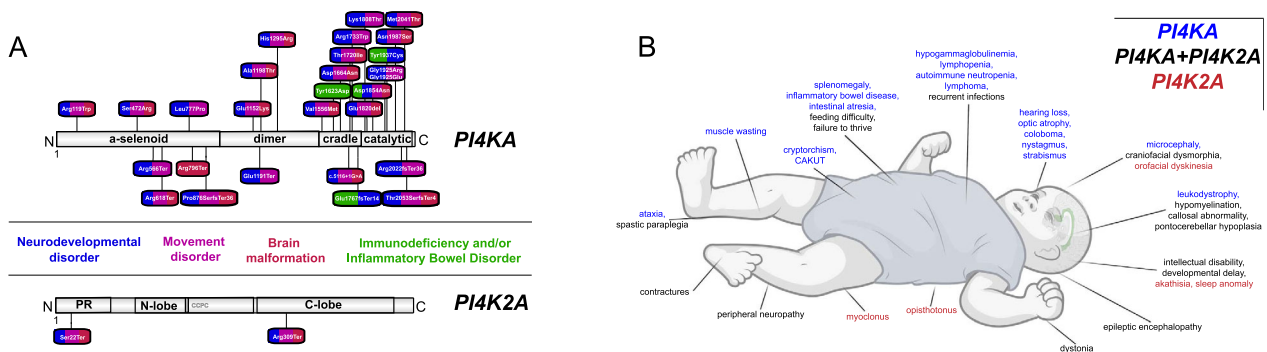 A
Lys1808Thr
Met2041Thr
His1295Arg
Arg1733Trp
Asn1987Ser
Thr1720Ile
Tyr1937Cys
Ala1198Thr
Asp1664Asn
Gly1925Arg
Gly1925Glu
Tyr1623Asp
Asp1854Asn
Arg119Trp
Ser472Arg
Leu777Pro
Glu1152Lys
Val1556Met
Glu1820del
N
a-selenoid
dimer
cradle
catalytic
C
PI4KA
1
Arg566Ter
Arg796Ter
Glu1191Ter
c.5116+1G>A
Arg2022fsTer36
Arg618Ter
Pro876SerfsTer36
Glu1767fsTer14
Thr2053SerfsTer4
Neurodevelopmental
disorder
Movement
disorder
Brain
malformation
Immunodeficiency and/or
Inflammatory Bowel Disorder
N
PR
N-lobe
CCPC
C-lobe
C
PI4K2A
1
Ser22Ter
Arg309Ter
B
PI4KA
PI4KA+PI4K2A
PI4K2A
hypogammaglobulinemia,
lymphopenia,
autoimmune neutropenia,
lymphoma,
recurrent infections
splenomegaly,
inflammatory bowel disease,
intestinal atresia,
feeding difficulty,
failure to thrive
hearing loss,
optic atrophy,
coloboma,
nystagmus,
strabismus
muscle wasting
cryptorchism,
CAKUT
microcephaly,
craniofacial dysmorphia,
orofacial dyskinesia
leukodystrophy,
hypomyelination,
callosal abnormality,
pontocerebellar hypoplasia
ataxia,
spastic paraplegia
intellectual disability,
developmental delay,
akathisia, sleep anomaly
contractures
peripheral neuropathy
myoclonus
opisthotonus
epileptic encephalopathy
dystonia